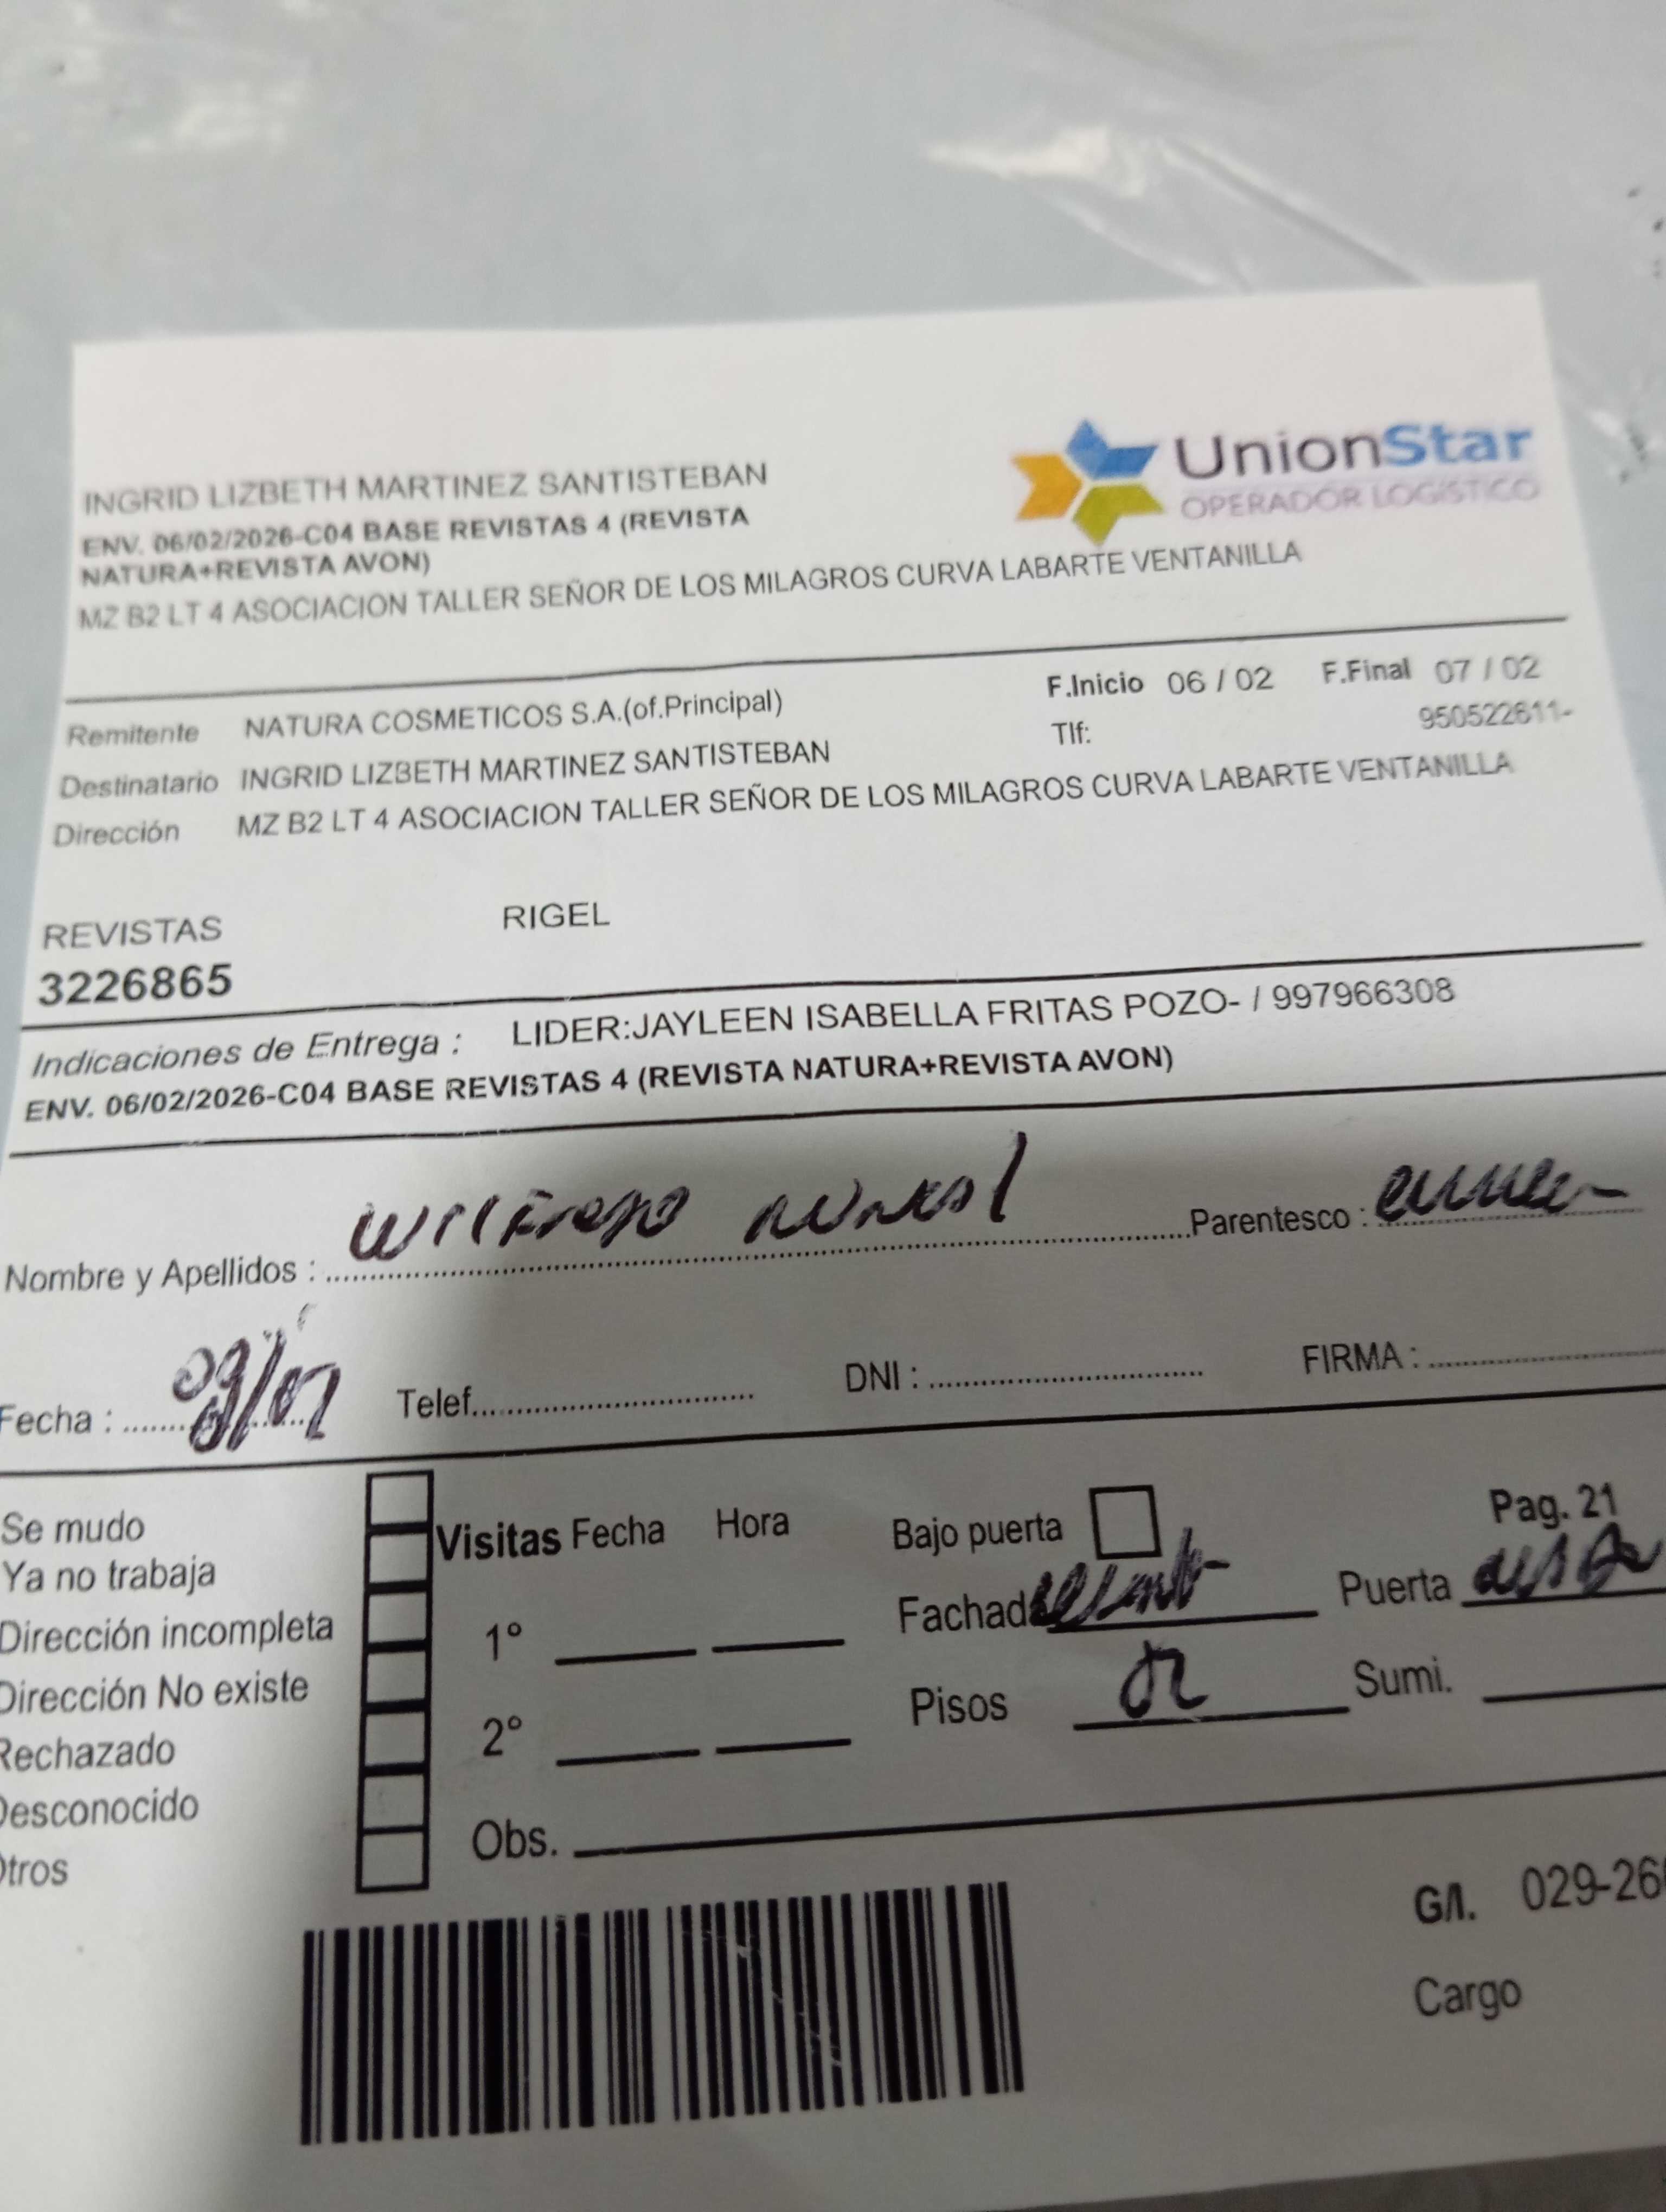 INGRID LIZBETH MARTINEZ SANTISTEBAN
UnionStar
OPERADOR LOGÍSTICO
ENV. 06/02/2026-C04 BASE REVISTAS 4 (REVISTA
NATURA+REVISTA AVON)
MZ B2 LT 4 ASOCIACION TALLER SEÑOR DE LOS MILAGROS CURVA LABARTE VENTANILLA
Remitente NATURA COSMETICOS S.A.(of.Principal) F.Inicio 06 / 02 F.Final 07 / 02
Destinatario INGRID LIZBETH MARTINEZ SANTISTEBAN Tlf: 950522611-
Dirección MZ B2 LT 4 ASOCIACION TALLER SEÑOR DE LOS MILAGROS CURVA LABARTE VENTANILLA
REVISTAS RIGEL
3226865
Indicaciones de Entrega : LIDER:JAYLEEN ISABELLA FRITAS POZO- / 997966308
ENV. 06/02/2026-C04 BASE REVISTAS 4 (REVISTA NATURA+REVISTA AVON)
Nombre y Apellidos : Parentesco :
Fecha : Telef. DNI : FIRMA :
Se mudo
Ya no trabaja
Dirección incompleta
Dirección No existe
Rechazado
Desconocido
Otros
Visitas Fecha Hora
1°
2°
Obs.
Bajo puerta Pag. 21
Fachada Puerta
Pisos 02 Sumi.
G/I. 029-26
Cargo